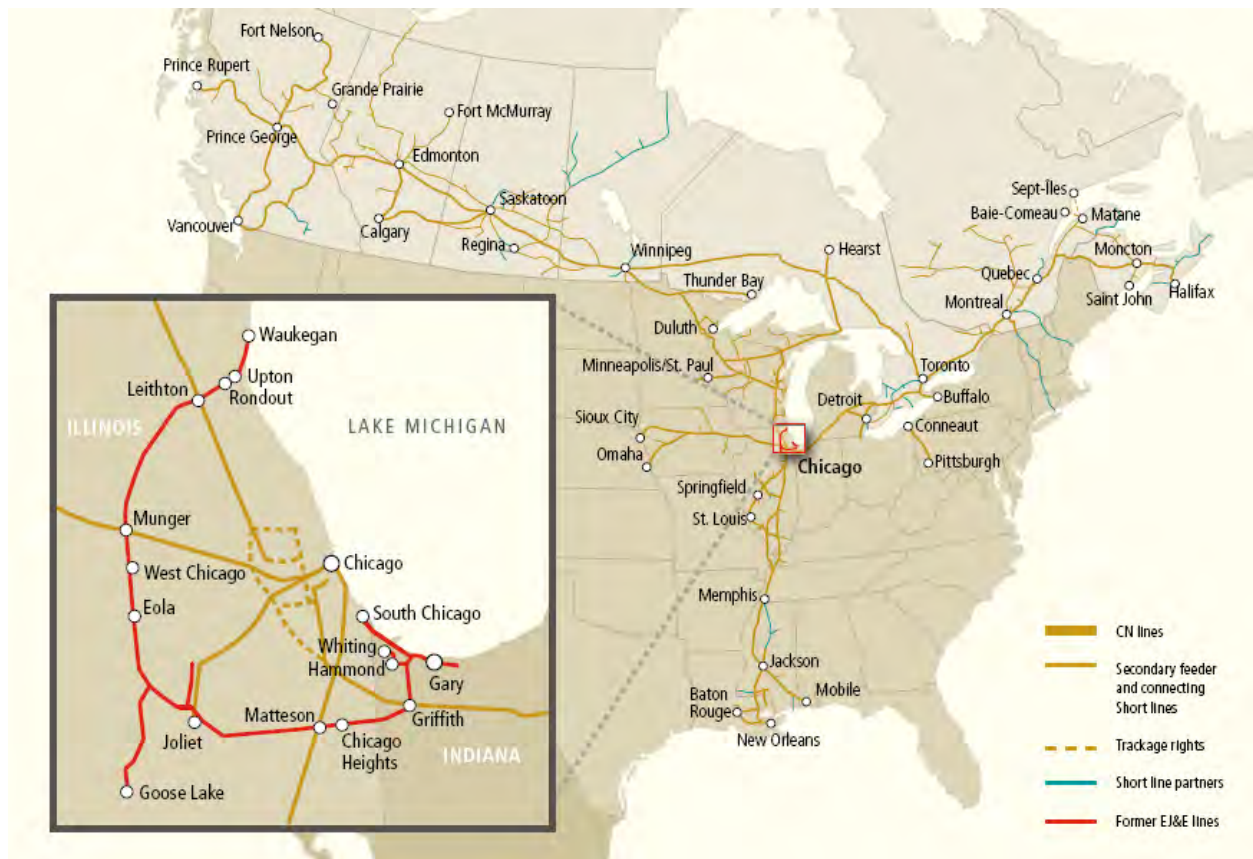 Fort Nelson
Prince Rupert
Grande Prairie
Fort McMurray
Prince George
Edmonton
Saskatoon
Vancouver
Calgary
Regina
Winnipeg
Hearst
Thunder Bay
Sept-Îles
Baie-Comeau
Matane
Moncton
Quebec
Saint John
Halifax
Montreal
Duluth
Minneapolis/St. Paul
Toronto
Detroit
Buffalo
Sioux City
Conneaut
Omaha
Chicago
Pittsburgh
Springfield
St. Louis
Memphis
Jackson
Mobile
Baton
Rouge
New Orleans
Waukegan
Upton
Leithton
Rondout
ILLINOIS
LAKE MICHIGAN
Munger
West Chicago
Chicago
Eola
South Chicago
Whiting
Hammond
Gary
Matteson
Griffith
Joliet
Chicago
Heights
INDIANA
Goose Lake
CN lines
Secondary feeder
and connecting
Short lines
Trackage rights
Short line partners
Former EJ&E lines